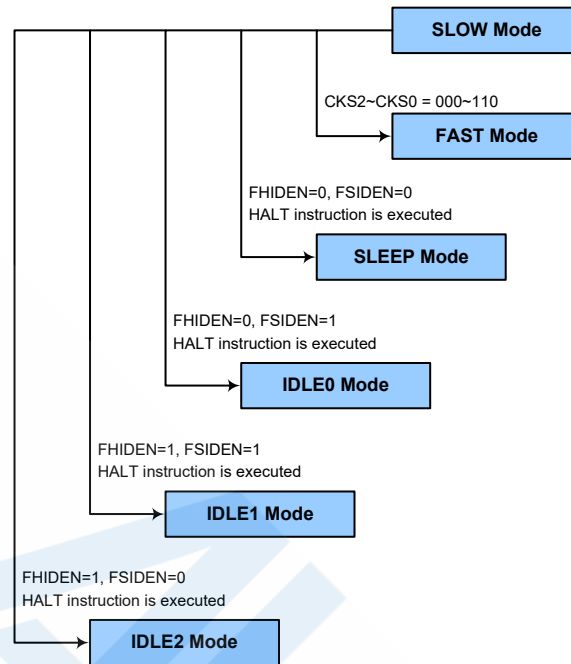 SLOW Mode
CKS2~CKS0 = 000~110
FAST Mode
FHIDEN=0, FSIDEN=0
HALT instruction is executed
SLEEP Mode
FHIDEN=0, FSIDEN=1
HALT instruction is executed
IDLE0 Mode
FHIDEN=1, FSIDEN=1
HALT instruction is executed
IDLE1 Mode
FHIDEN=1, FSIDEN=0
HALT instruction is executed
IDLE2 Mode